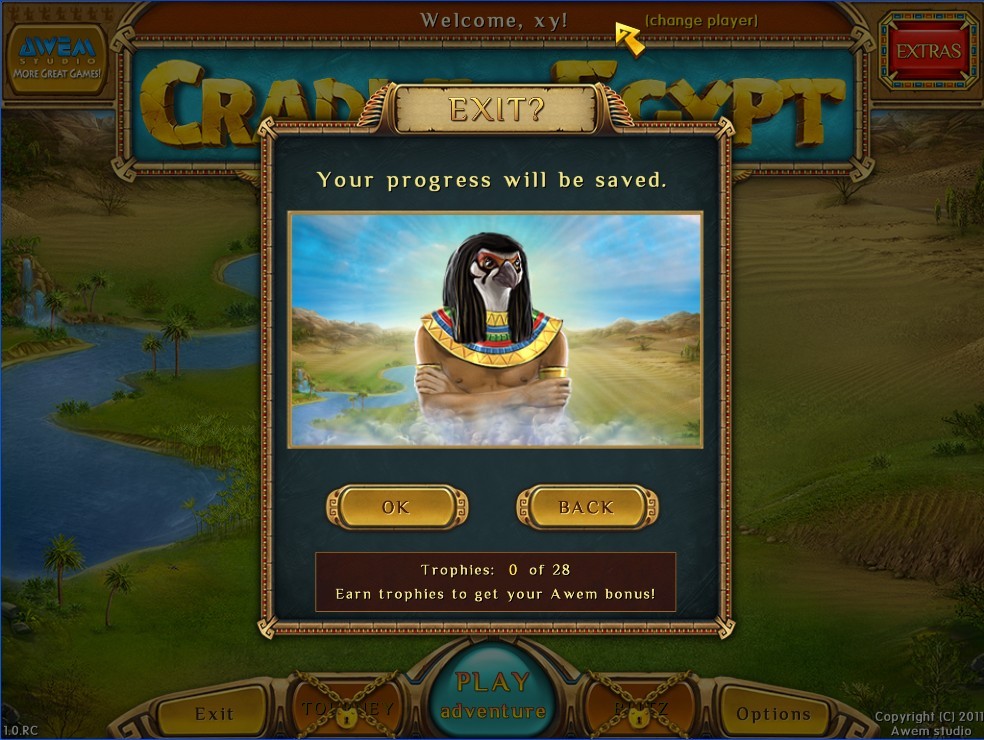 Welcome, xy!
(change player)
AWEM
STUDIO
MORE GREAT GAMES!
EXTRAS
EXIT?
Your progress will be saved.
OK
BACK
Trophies: 0 of 28
Earn trophies to get your Awem bonus!
PLAY
adventure
Exit
Options
1.0.RC
Copyright (C) 2011
Awem studio